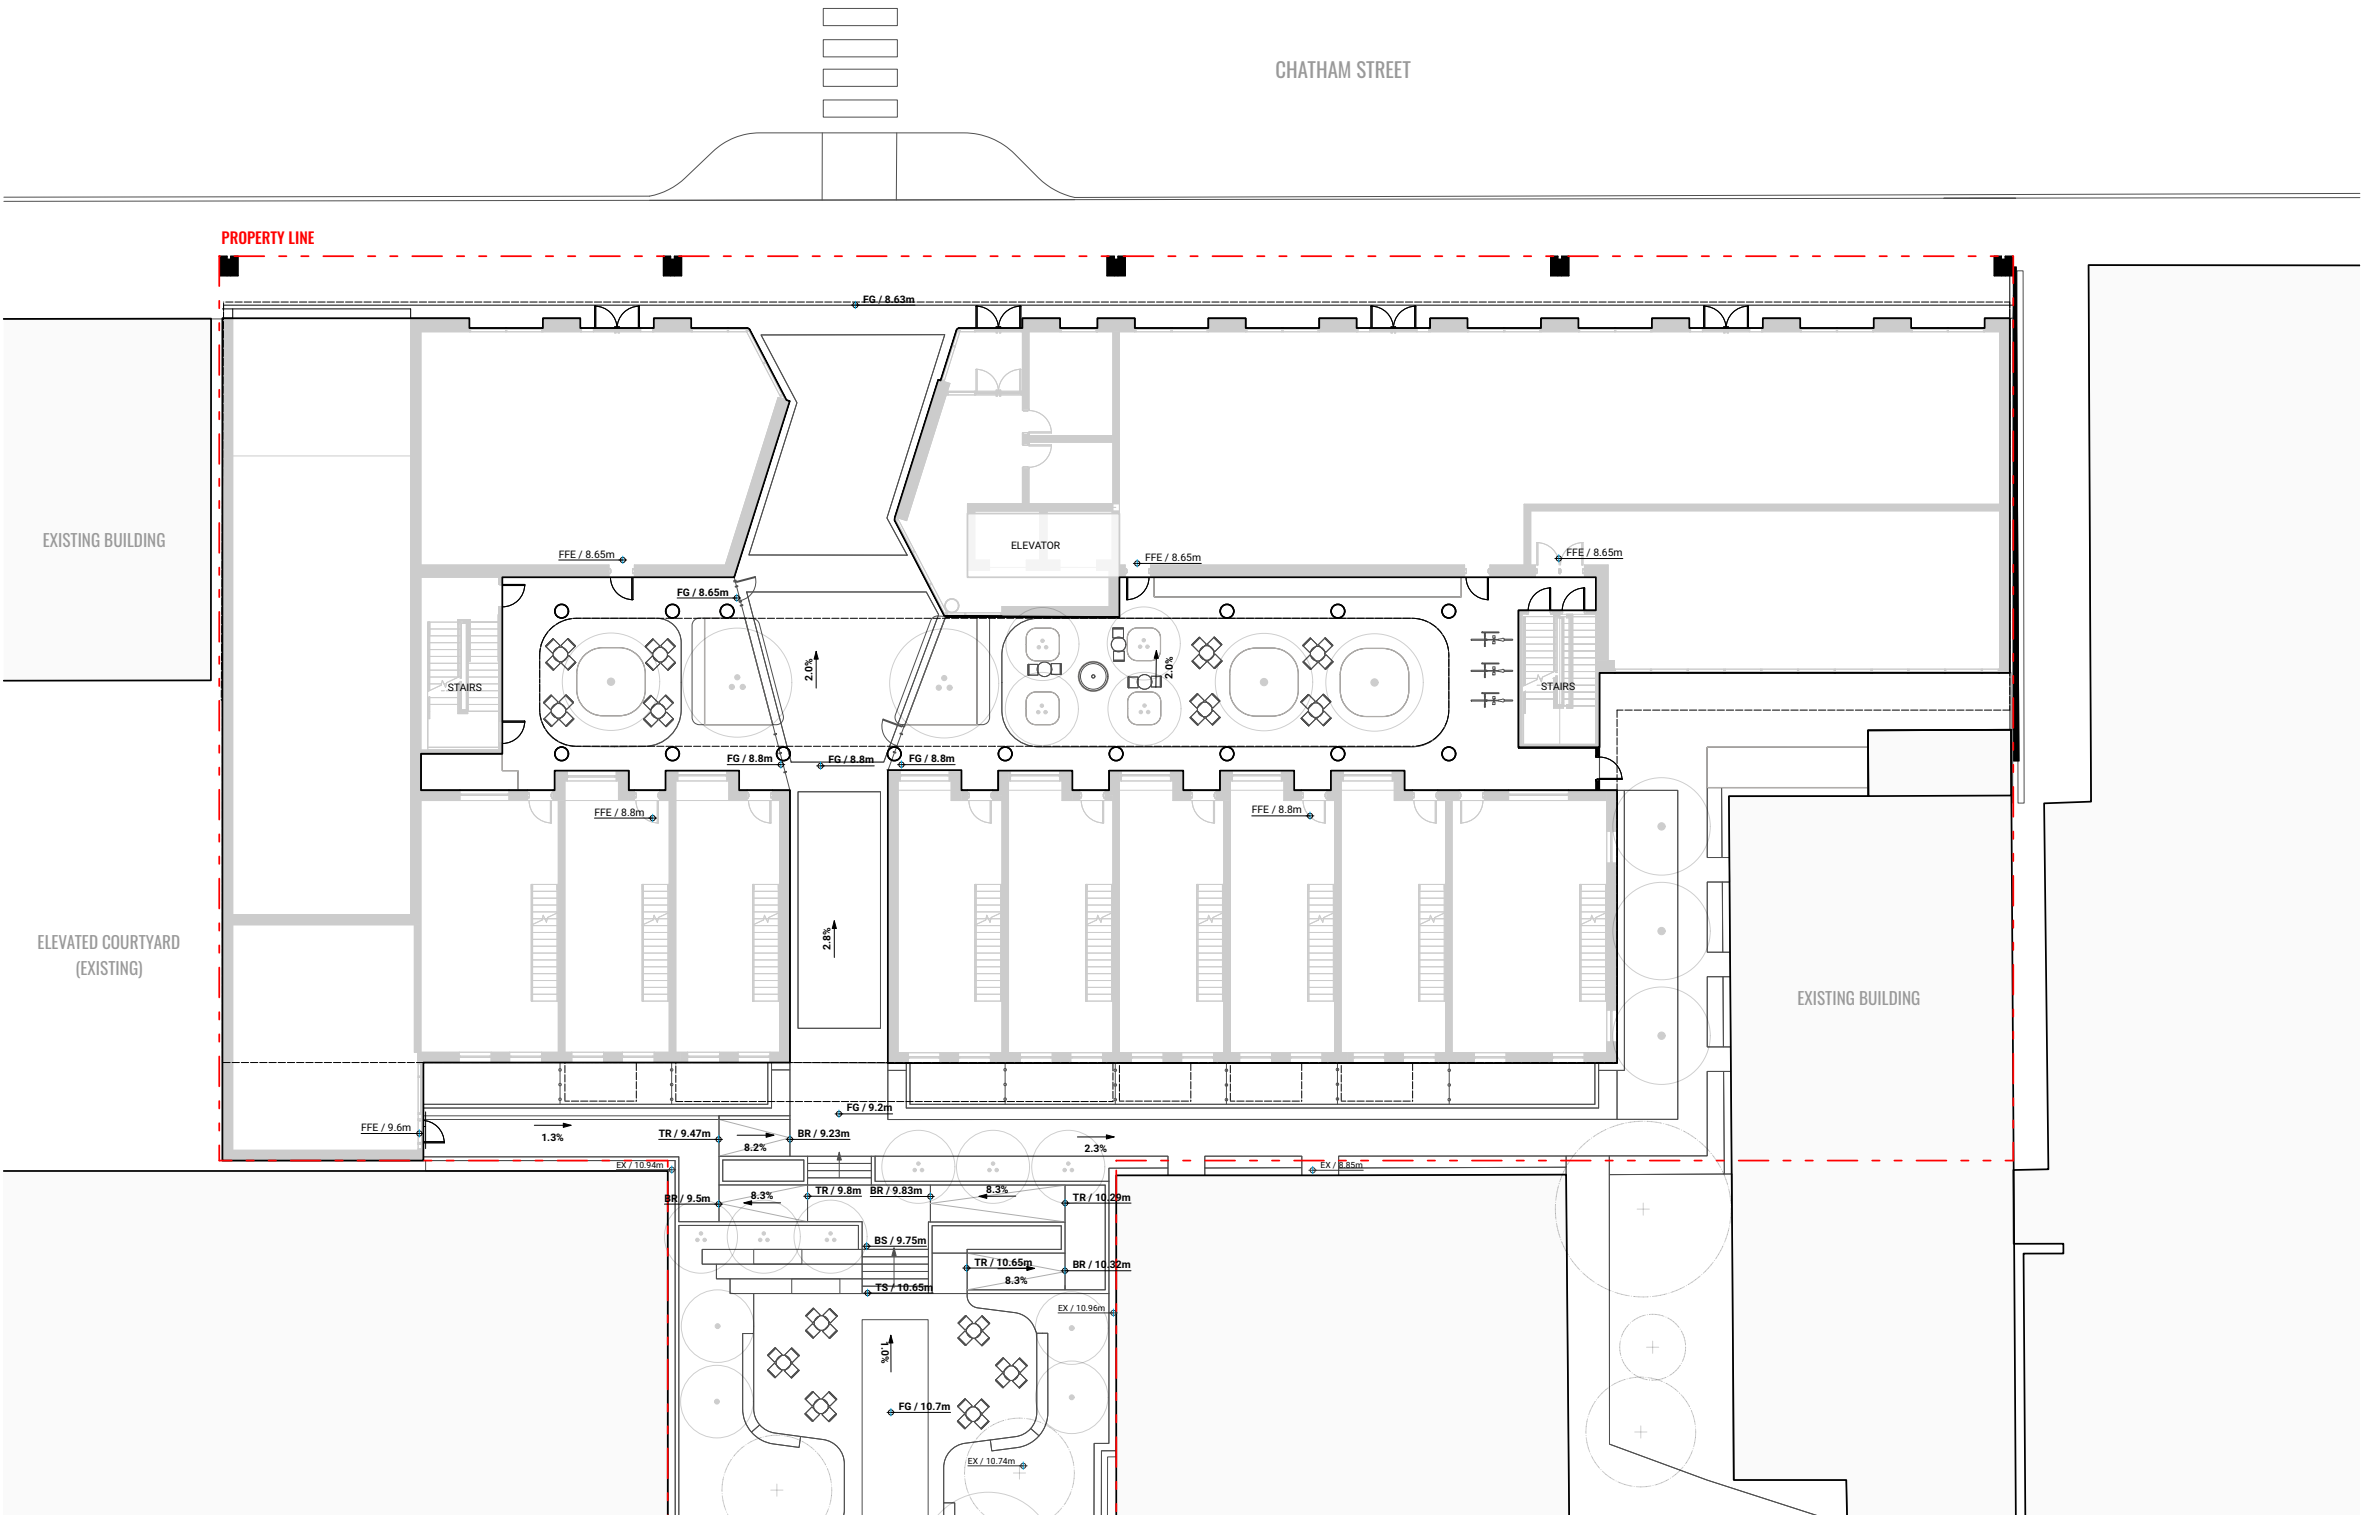 CHATHAM STREET
PROPERTY LINE
FG / 8.63m
EXISTING BUILDING
ELEVATOR
FFE / 8.65m
FFE / 8.65m
FFE / 8.65m
FG / 8.65m
2.0%
2.0%
STAIRS
STAIRS
FG / 8.8m
FG / 8.8m
FG / 8.8m
FFE / 8.8m
FFE / 8.8m
2.8%
ELEVATED COURTYARD
(EXISTING)
EXISTING BUILDING
FG / 9.2m
FFE / 9.6m
1.3%
TR / 9.47m
8.2%
BR / 9.23m
2.3%
EX / 10.94m
EX / 8.85m
BR / 9.5m
8.3%
TR / 9.8m
BR / 9.83m
8.3%
TR / 10.29m
BS / 9.75m
TR / 10.65m
BR / 10.32m
8.3%
TS / 10.65m
EX / 10.96m
1.0%
FG / 10.7m
EX / 10.74m